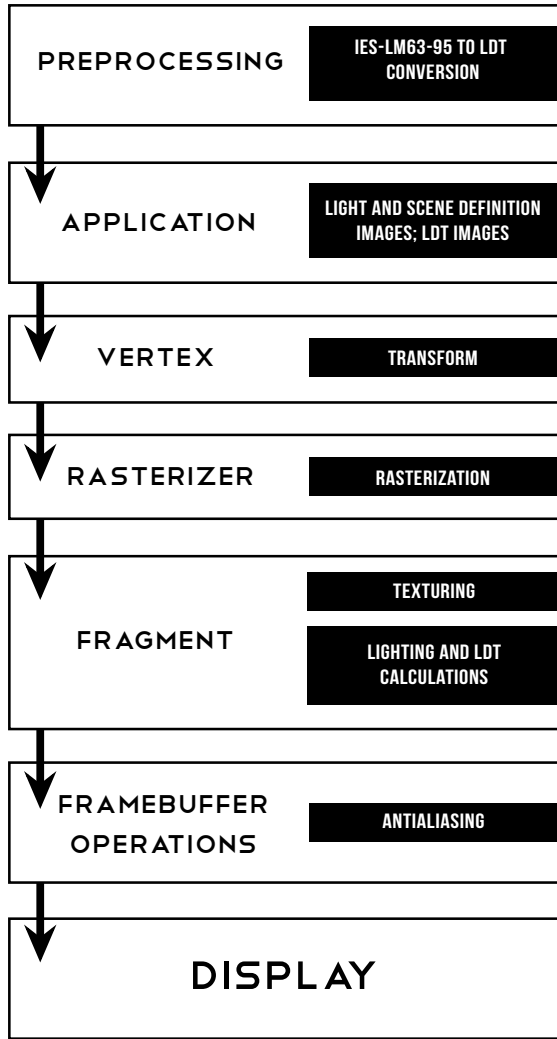 PREPROCESSING
IES-LM63-95 TO LDT
CONVERSION
APPLICATION
LIGHT AND SCENE DEFINITION
IMAGES; LDT IMAGES
VERTEX
TRANSFORM
RASTERIZER
RASTERIZATION
FRAGMENT
TEXTURING
LIGHTING AND LDT
CALCULATIONS
FRAMEBUFFER
OPERATIONS
ANTIALIASING
DISPLAY